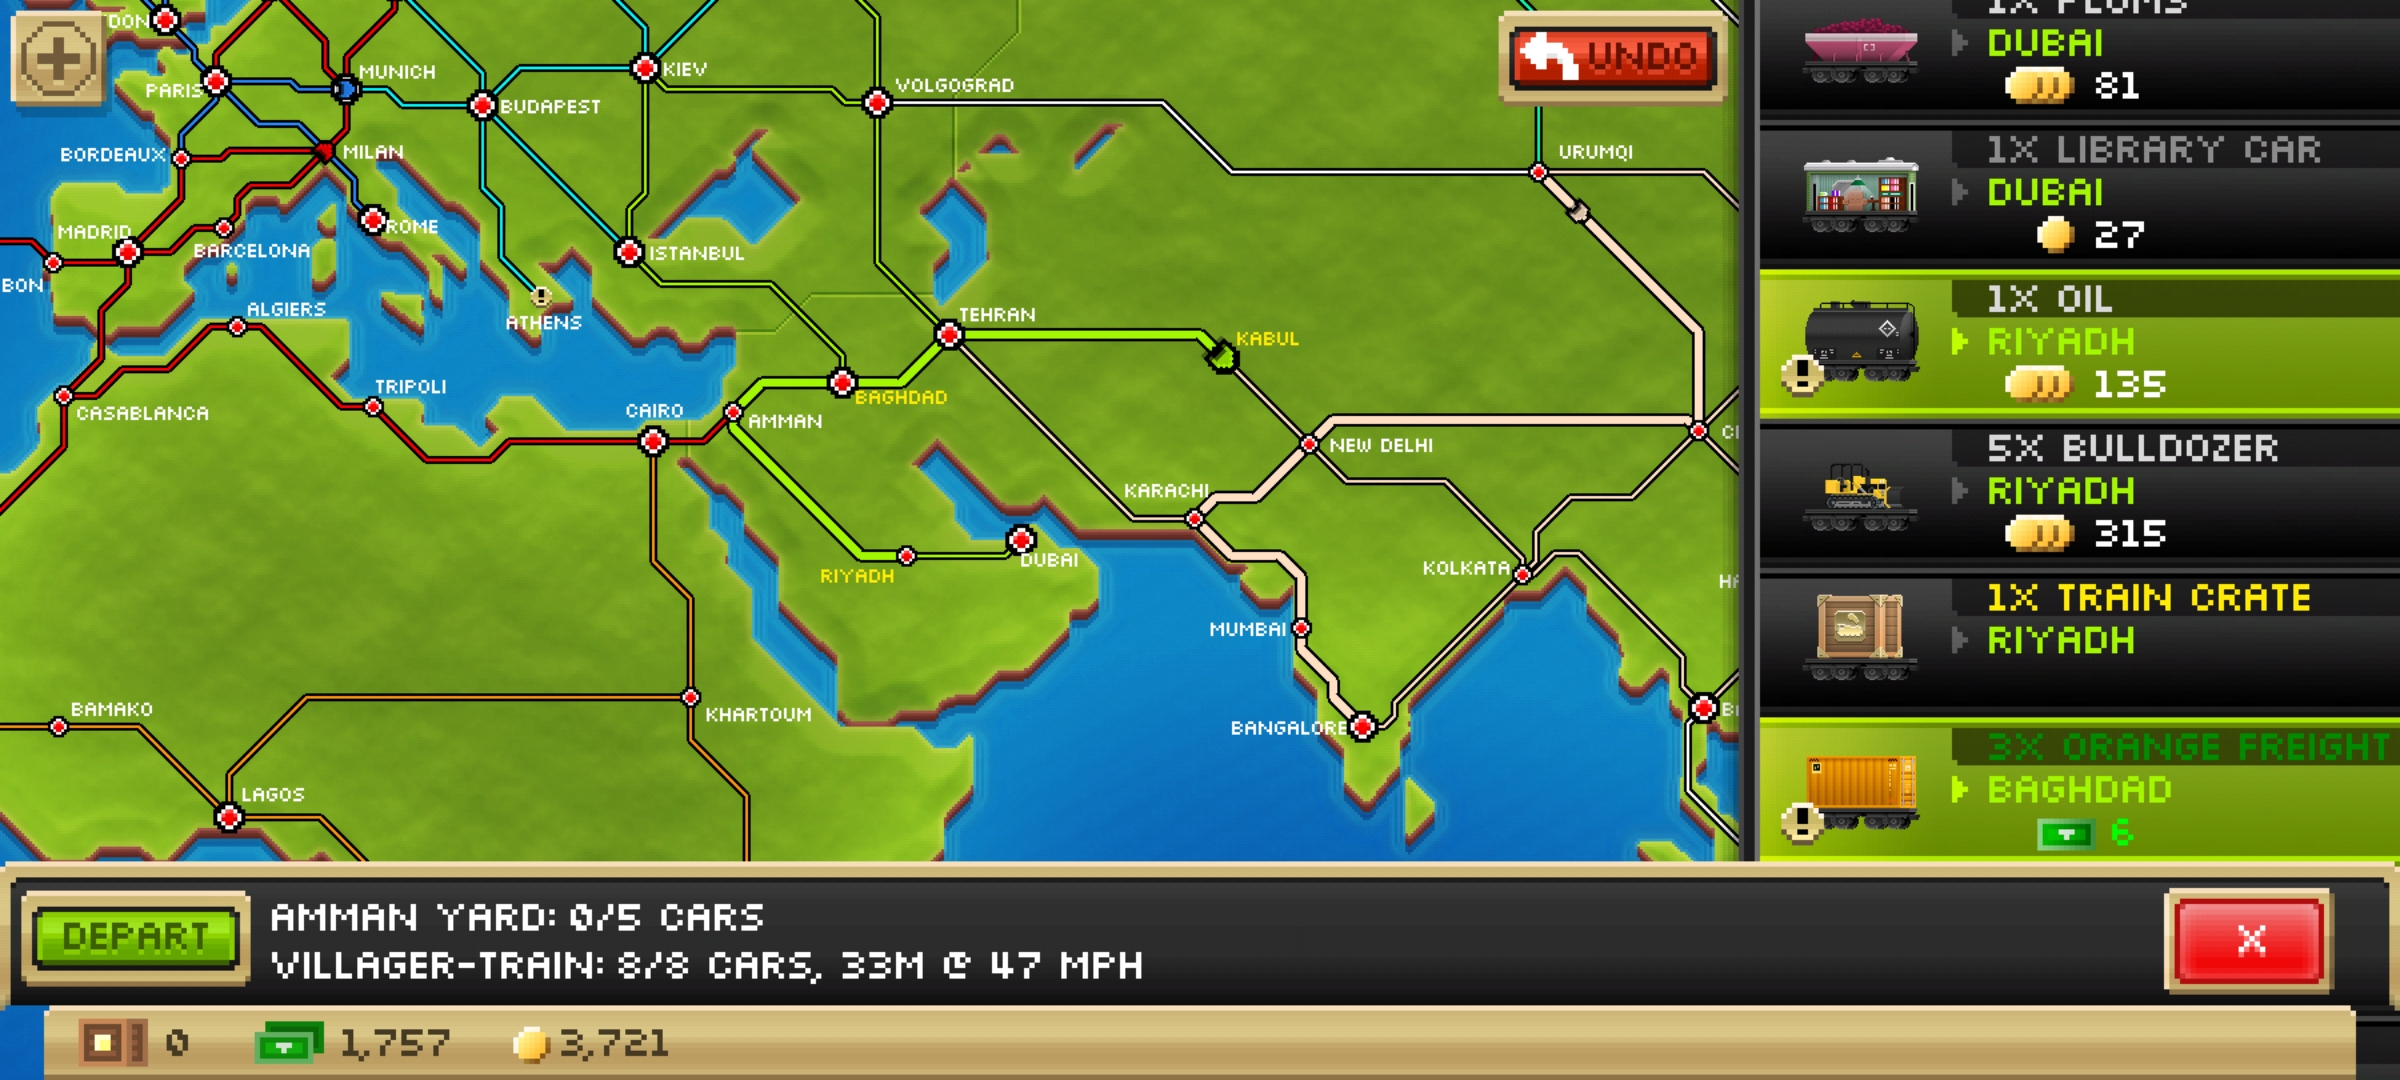 DON
PARIS
MUNICH
BUDAPEST
KIEV
VOLGOGRAD
UNDO
BORDEAUX
MILAN
URUMQI
MADRID
BARCELONA
ROME
ISTANBUL
BON
ALGIERS
ATHENS
TEHRAN
KABUL
TRIPOLI
CASABLANCA
CAIRO
AMMAN
BAGHDAD
NEW DELHI
KARACHI
RIYADH
DUBAI
KOLKATA
MUMBAI
BANGALORE
BAMAKO
KHARTOUM
LAGOS
1X PLUMS
DUBAI
81
1X LIBRARY CAR
DUBAI
27
1X OIL
RIYADH
135
5X BULLDOZER
RIYADH
315
1X TRAIN CRATE
RIYADH
3X ORANGE FREIGHT
BAGHDAD
6
DEPART
AMMAN YARD: 0/5 CARS
VILLAGER-TRAIN: 8/8 CARS, 33M @ 47 MPH
X
0
1,757
3,721